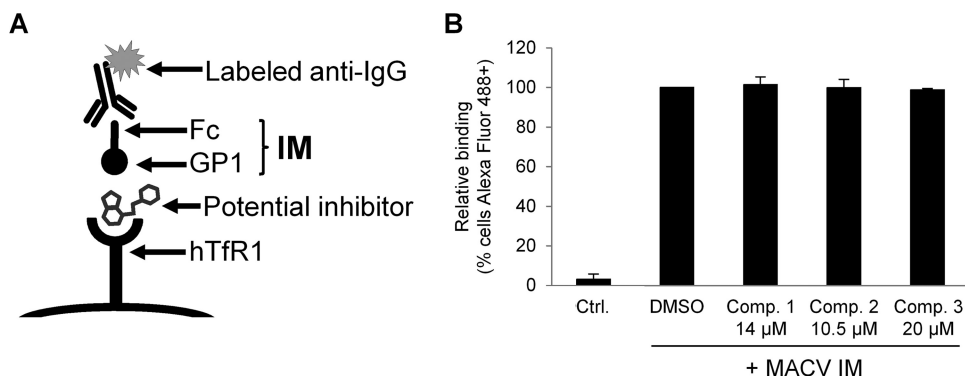 A
Labeled anti-IgG
Fc
GP1
IM
Potential inhibitor
hTfR1
B
Relative binding
(% cells Alexa Fluor 488+)
120
100
80
60
40
20
0
Ctrl.
DMSO
Comp. 1
14 µM
Comp. 2
10.5 µM
Comp. 3
20 µM
+ MACV IM